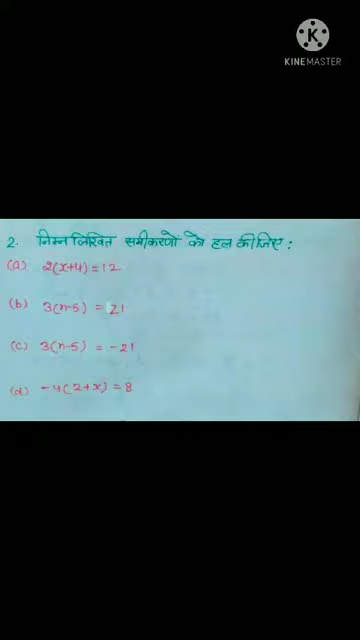 K
KINEMASTER
2. निम्नलिखित समीकरणों को हल कीजिए :
(a) 2(x+4) = 12
(b) 3(n-5) = 21
(c) 3(n-5) = -21
(d) -4(2+x) = 8